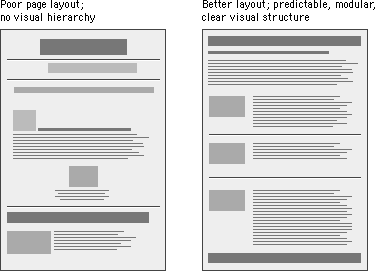 Poor page layout;
no visual hierarchy
Better layout; predictable, modular,
clear visual structure